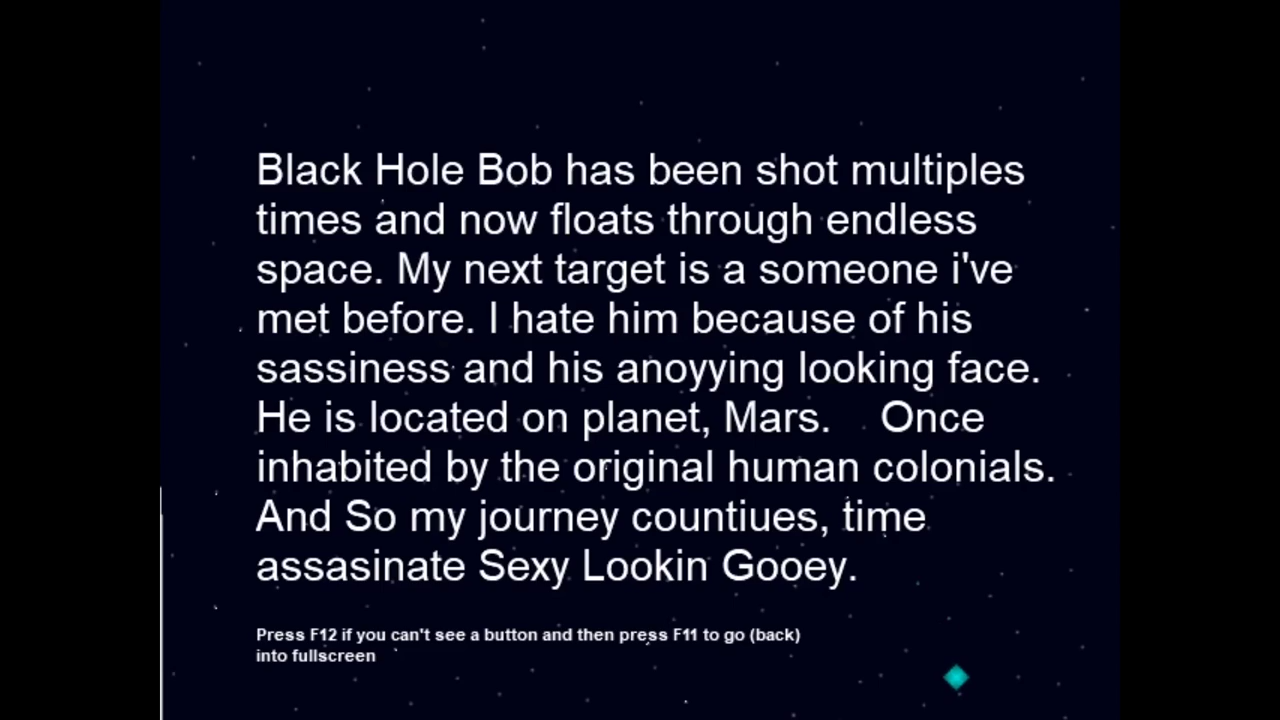 Black Hole Bob has been shot multiples
times and now floats through endless
space. My next target is a someone i've
met before. I hate him because of his
sassiness and his anoyying looking face.
He is located on planet, Mars. Once
inhabited by the original human colonials.
And So my journey countiues, time
assasinate Sexy Lookin Gooey.
Press F12 if you can't see a button and then press F11 to go (back)
into fullscreen